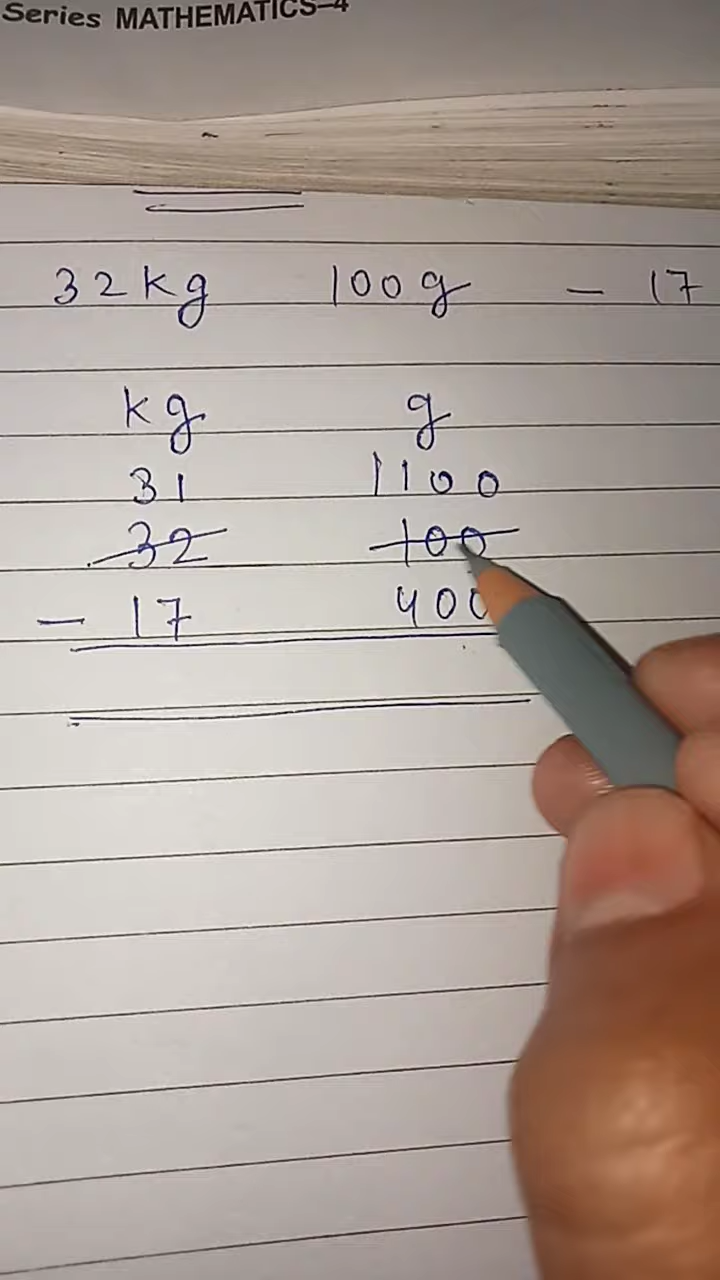 Series MATHEMATICS-4
32 kg 100 g - 17
kg g
31 1100
32 100
- 17 400